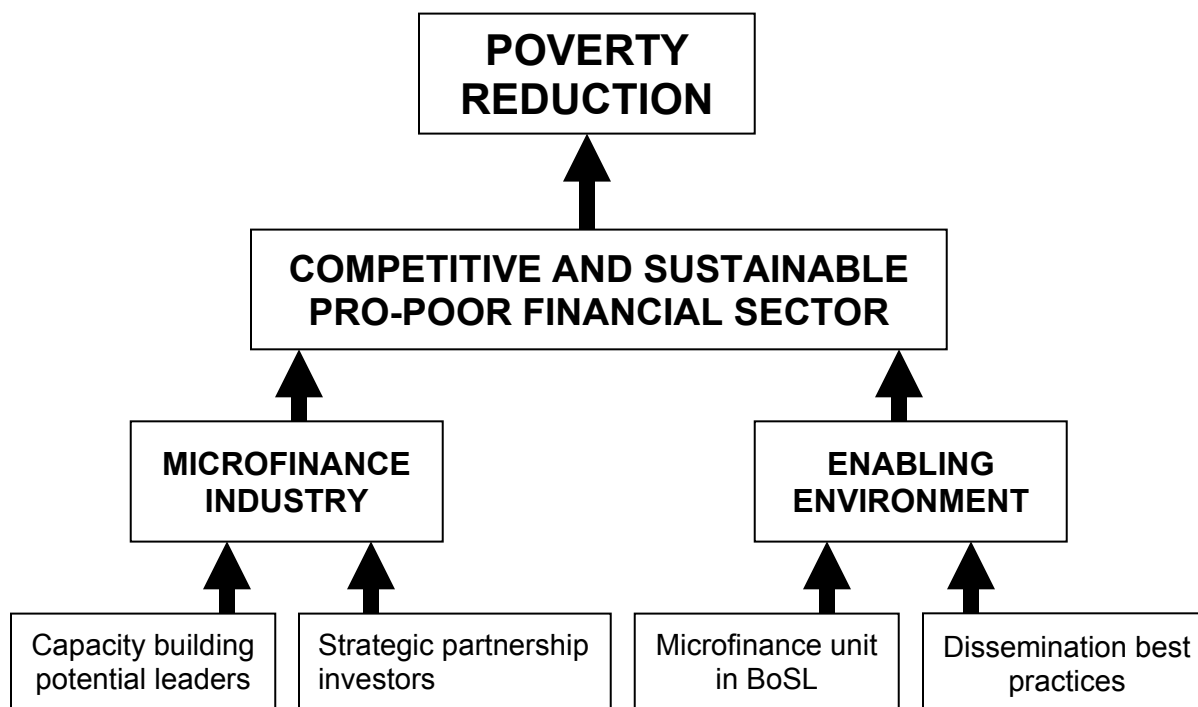 POVERTY
REDUCTION
COMPETITIVE AND SUSTAINABLE
PRO-POOR FINANCIAL SECTOR
MICROFINANCE
INDUSTRY
ENABLING
ENVIRONMENT
Capacity building
potential leaders
Strategic partnership
investors
Microfinance unit
in BoSL
Dissemination best
practices